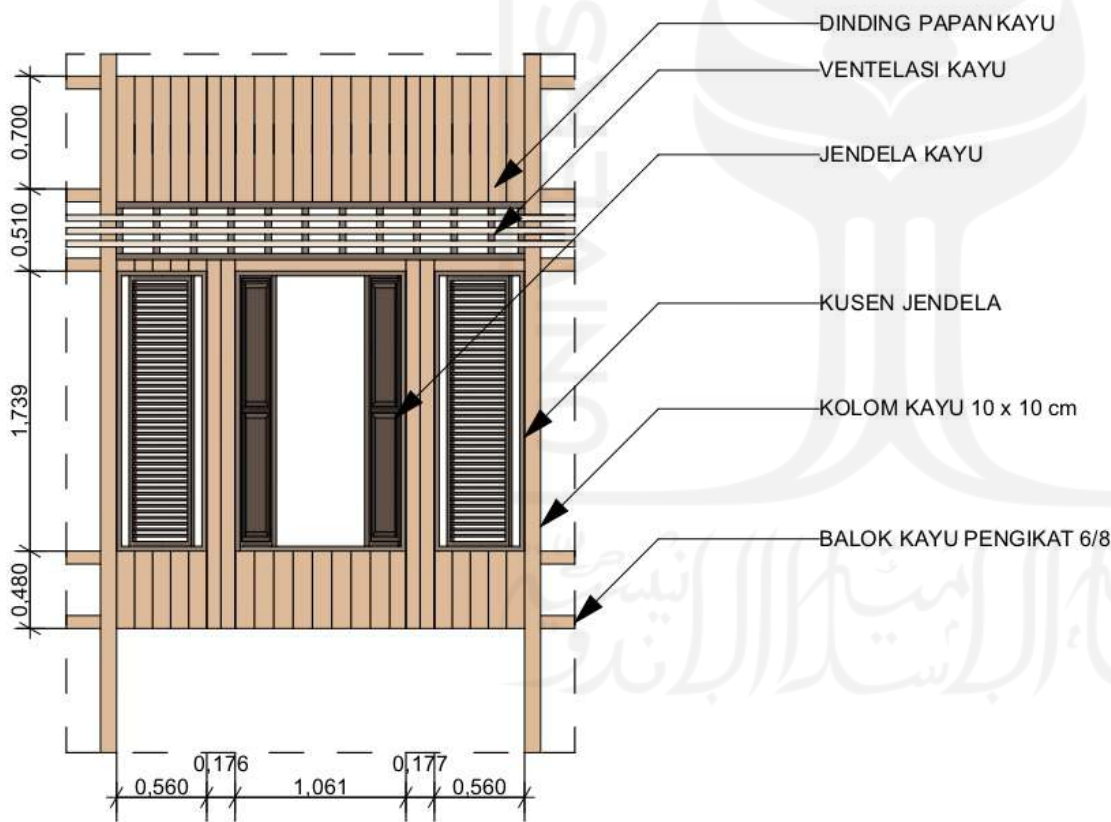 DINDING PAPAN KAYU
VENTELASI KAYU
JENDELA KAYU
KUSEN JENDELA
KOLOM KAYU 10 x 10 cm
BALOK KAYU PENGIKAT 6/8
0,700
0,510
1,739
0,480
0,176
0,177
0,560
1,061
0,560